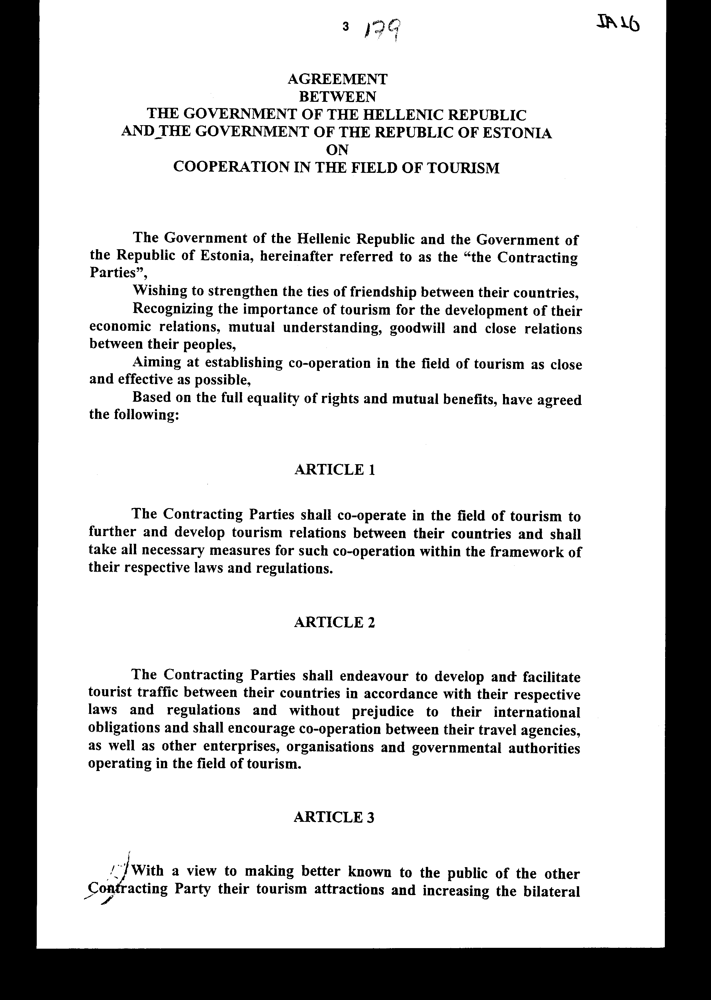 3 179 IA 16
AGREEMENT
BETWEEN
THE GOVERNMENT OF THE HELLENIC REPUBLIC
AND THE GOVERNMENT OF THE REPUBLIC OF ESTONIA
ON
COOPERATION IN THE FIELD OF TOURISM
The Government of the Hellenic Republic and the Government of
the Republic of Estonia, hereinafter referred to as the “the Contracting
Parties”,
Wishing to strengthen the ties of friendship between their countries,
Recognizing the importance of tourism for the development of their
economic relations, mutual understanding, goodwill and close relations
between their peoples,
Aiming at establishing co-operation in the field of tourism as close
and effective as possible,
Based on the full equality of rights and mutual benefits, have agreed
the following:
ARTICLE 1
The Contracting Parties shall co-operate in the field of tourism to
further and develop tourism relations between their countries and shall
take all necessary measures for such co-operation within the framework of
their respective laws and regulations.
ARTICLE 2
The Contracting Parties shall endeavour to develop and facilitate
tourist traffic between their countries in accordance with their respective
laws and regulations and without prejudice to their international
obligations and shall encourage co-operation between their travel agencies,
as well as other enterprises, organisations and governmental authorities
operating in the field of tourism.
ARTICLE 3
With a view to making better known to the public of the other
Contracting Party their tourism attractions and increasing the bilateral